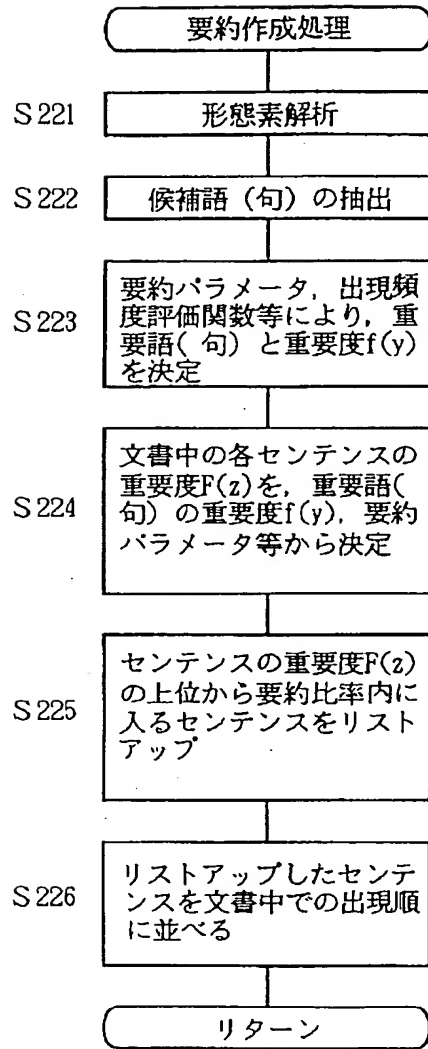 要約作成処理
S221
形態素解析
S222
候補語(句)の抽出
S223
要約パラメータ，出現頻
度評価関数等により，重
要語( 句) と重要度f(y)
を決定
S224
文書中の各センテンスの
重要度F(z)を，重要語(
句) の重要度f(y)，要約
パラメータ等から決定
S225
センテンスの重要度F(z)
の上位から要約比率内に
入るセンテンスをリスト
アップ
S226
リストアップしたセンテ
ンスを文書中での出現順
に並べる
リターン